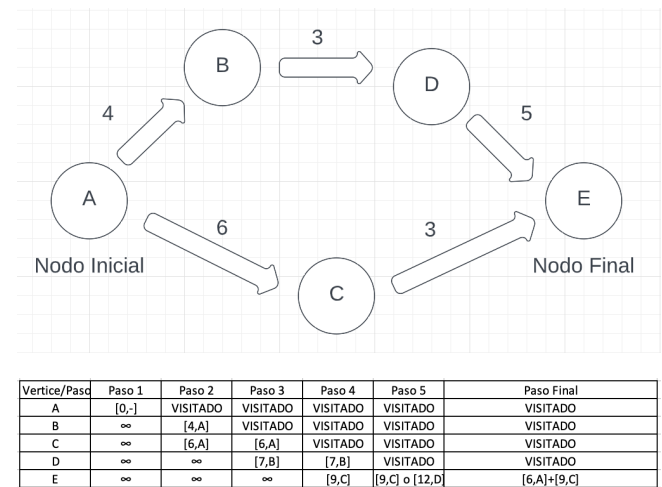 3
B
D
4
5
A
E
6
3
Nodo Inicial
Nodo Final
C
Vertice/Paso Paso 1 Paso 2 Paso 3 Paso 4 Paso 5 Paso Final
A [0,-] VISITADO VISITADO VISITADO VISITADO VISITADO
B ∞ [4,A] VISITADO VISITADO VISITADO VISITADO
C ∞ [6,A] [6,A] VISITADO VISITADO VISITADO
D ∞ ∞ [7,B] [7,B] VISITADO VISITADO
E ∞ ∞ ∞ [9,C] [9,C] o [12,D] [6,A]+[9,C]